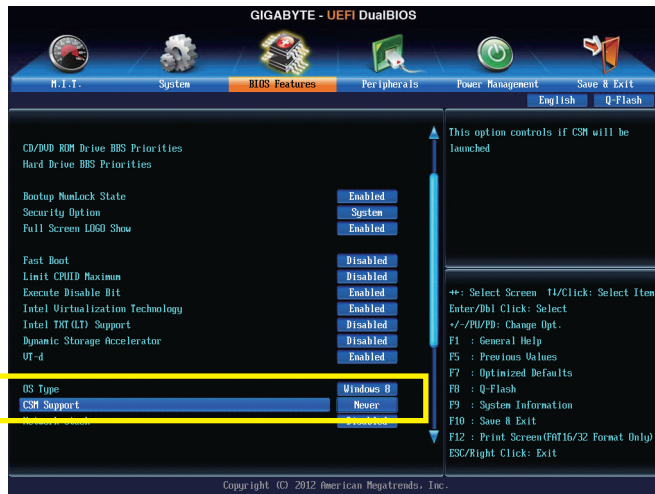 GIGABYTE - UEFI DualBIOS
M.I.T. System BIOS Features Peripherals Power Management Save & Exit
English Q-Flash
CD/DVD ROM Drive BBS Priorities
Hard Drive BBS Priorities
Bootup NumLock State Enabled
Security Option System
Full Screen LOGO Show Enabled
Fast Boot Disabled
Limit CPUID Maximum Disabled
Execute Disable Bit Enabled
Intel Virtualization Technology Enabled
Intel TXT(LT) Support Disabled
Dynamic Storage Accelerator Disabled
VT-d Enabled
OS Type Windows 8
CSM Support Never
Network stack Disabled
This option controls if CSM will be
launched
↔: Select Screen ↑↓/Click: Select Item
Enter/Dbl Click: Select
+/-/PU/PD: Change Opt.
F1 : General Help
F5 : Previous Values
F7 : Optimized Defaults
F8 : Q-Flash
F9 : System Information
F10 : Save & Exit
F12 : Print Screen(FAT16/32 Format Only)
ESC/Right Click: Exit
Copyright (C) 2012 American Megatrends, Inc.